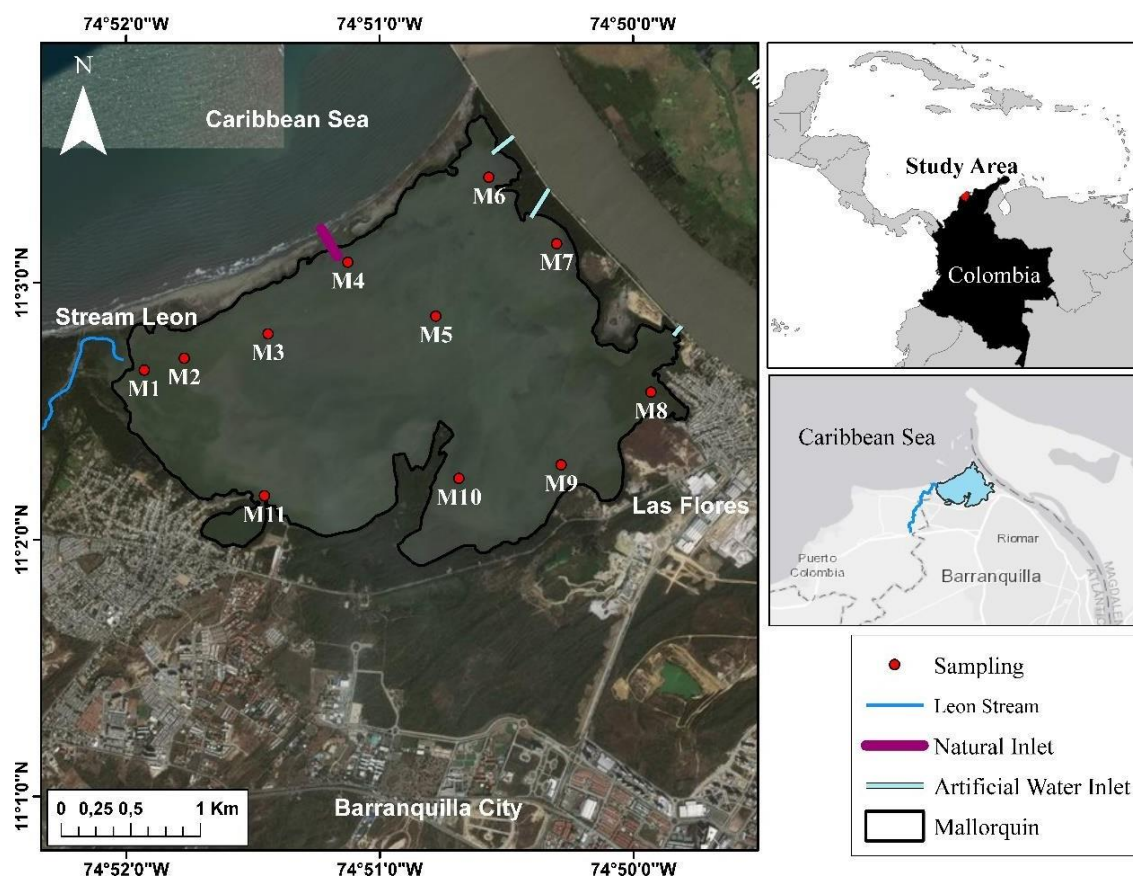 74°52'0"W
74°51'0"W
74°50'0"W
N
Caribbean Sea
M6
M7
M4
11°3'0"N
Stream Leon
M3
M5
M1
M2
M8
M9
M10
Las Flores
M11
11°2'0"N
11°1'0"N
Barranquilla City
0 0,25 0,5 1 Km
74°52'0"W
74°51'0"W
74°50'0"W
Study Area
Colombia
Caribbean Sea
Riomar
Puerto
Colombia
Barranquilla
Sampling
Leon Stream
Natural Inlet
Artificial Water Inlet
Mallorquin